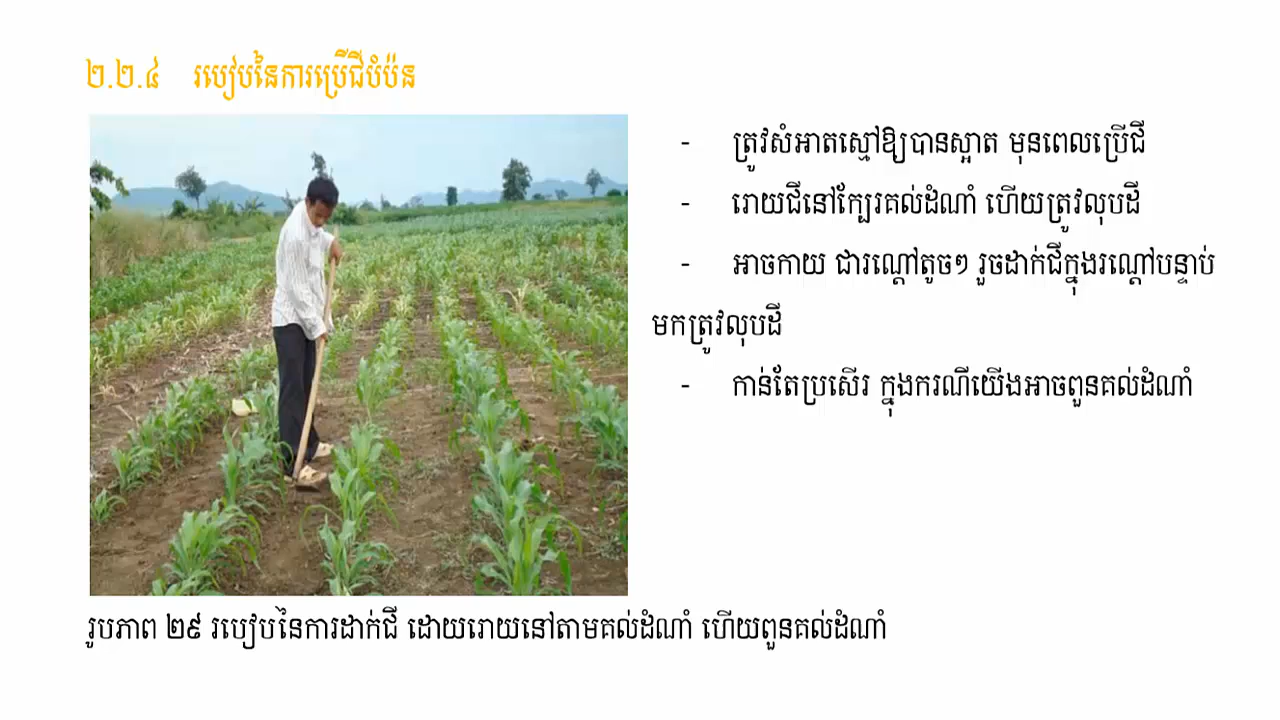 ២.២.៤ របៀបនៃការប្រើជីបំប៉ន
- ត្រូវសំអាតស្មៅឱ្យបានស្អាត មុនពេលប្រើជី
- រោយជីនៅក្បែរគល់ដំណាំ ហើយត្រូវលុបដី
- អាចកាយ ជារណ្តៅតូចៗ រួចដាក់ជីក្នុងរណ្តៅបន្ទាប់
មកត្រូវលុបដី
- កាន់តែប្រសើរ ក្នុងករណីយើងអាចពួនគល់ដំណាំ
រូបភាព ២៩ របៀបនៃការដាក់ជី ដោយរោយនៅតាមគល់ដំណាំ ហើយពួនគល់ដំណាំ